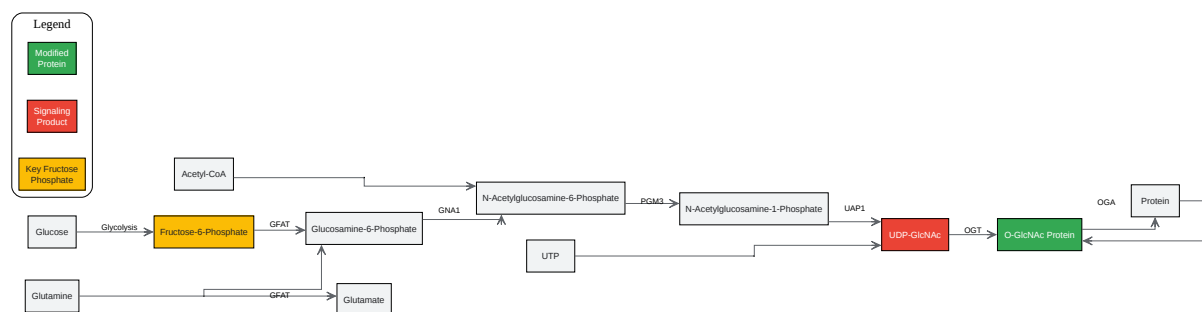 Legend
Modified
Protein
Signaling
Product
Key Fructose
Phosphate
Acetyl-CoA
N-Acetylglucosamine-6-Phosphate
PGM3
N-Acetylglucosamine-1-Phosphate
UAP1
OGA
Protein
Glucose
Glycolysis
Fructose-6-Phosphate
GFAT
Glucosamine-6-Phosphate
GNA1
UTP
UDP-GlcNAc
OGT
O-GlcNAc Protein
Glutamine
GFAT
Glutamate